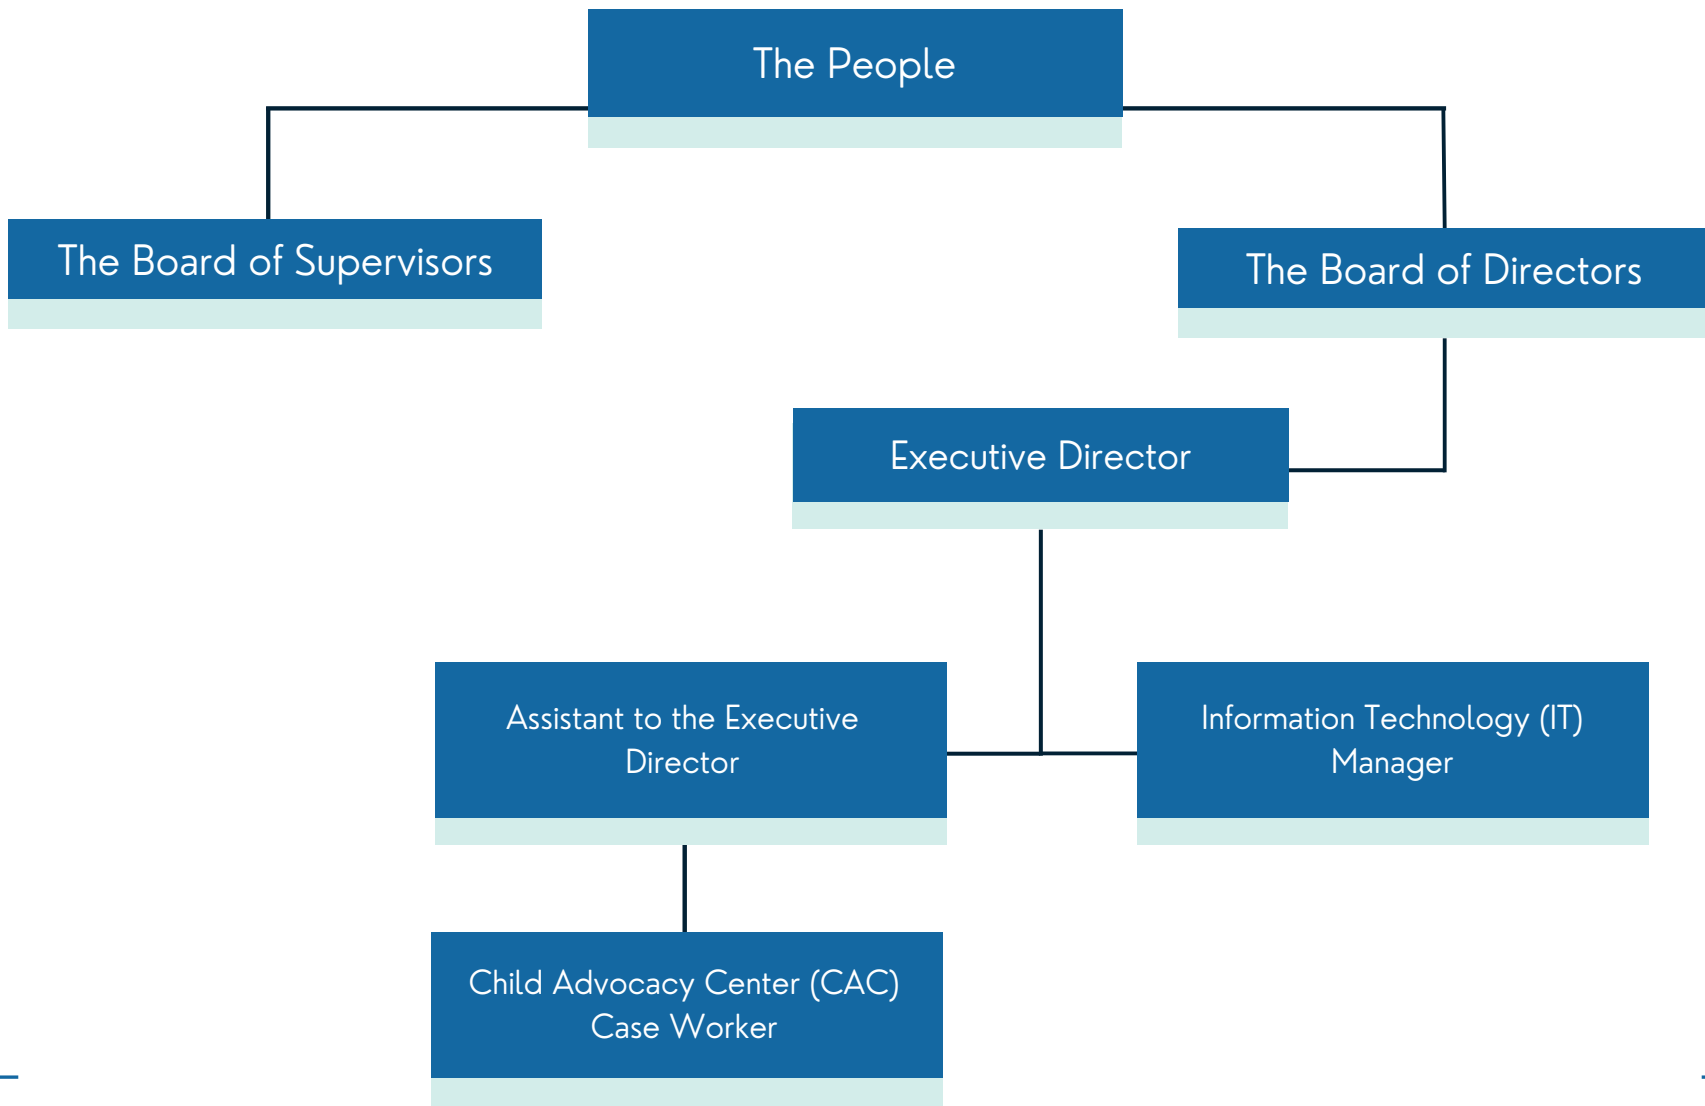 The People
The Board of Supervisors
The Board of Directors
Executive Director
Assistant to the Executive
Director
Information Technology (IT)
Manager
Child Advocacy Center (CAC)
Case Worker